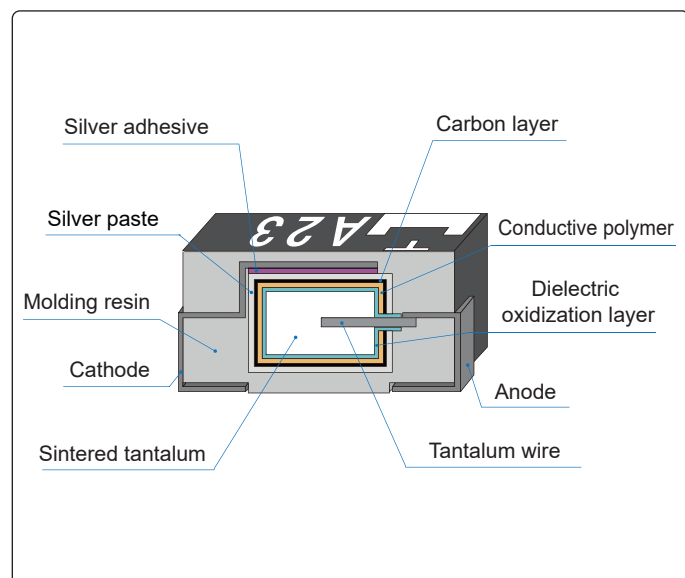 Silver adhesive
Carbon layer
Silver paste
A23
+
Conductive polymer
Molding resin
Dielectric
oxidization layer
Cathode
Anode
Sintered tantalum
Tantalum wire